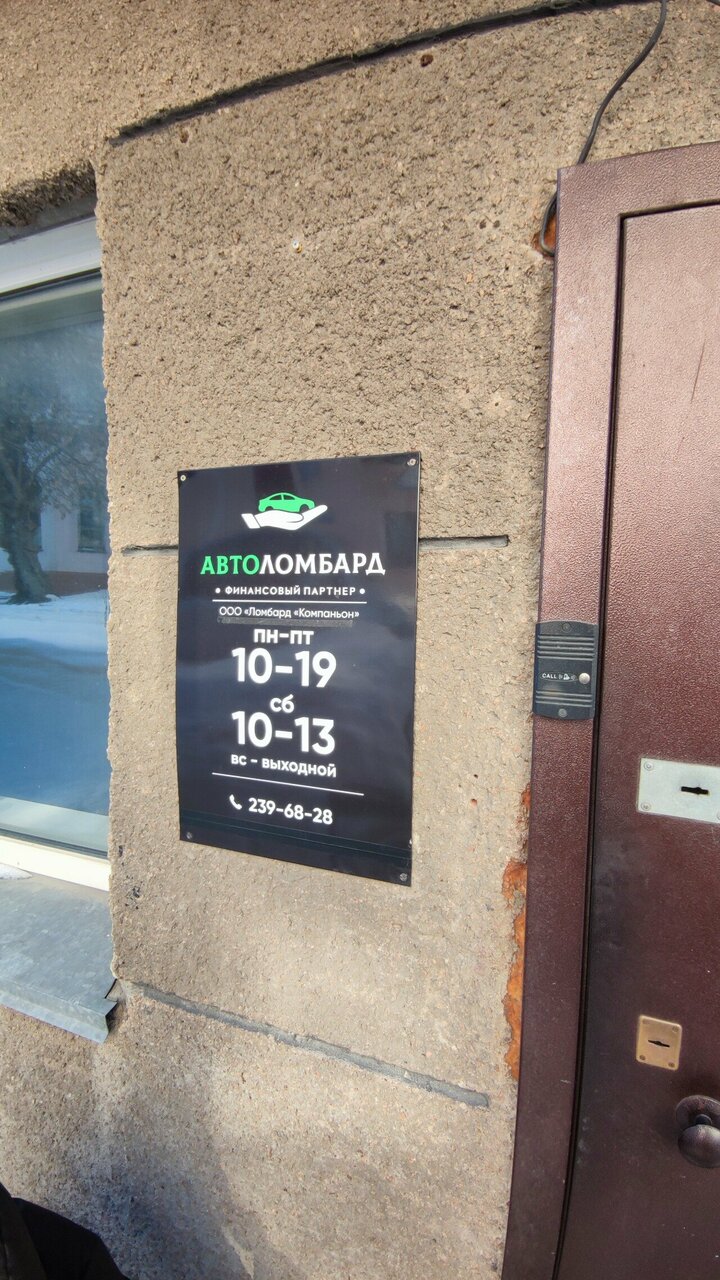 АВТОЛОМБАРД
• ФИНАНСОВЫЙ ПАРТНЕР •
ООО «Ломбард «Компаньон»
ПН-ПТ
10-19
сб
10-13
ВС - ВЫХОДНОЙ
239-68-28
CALL